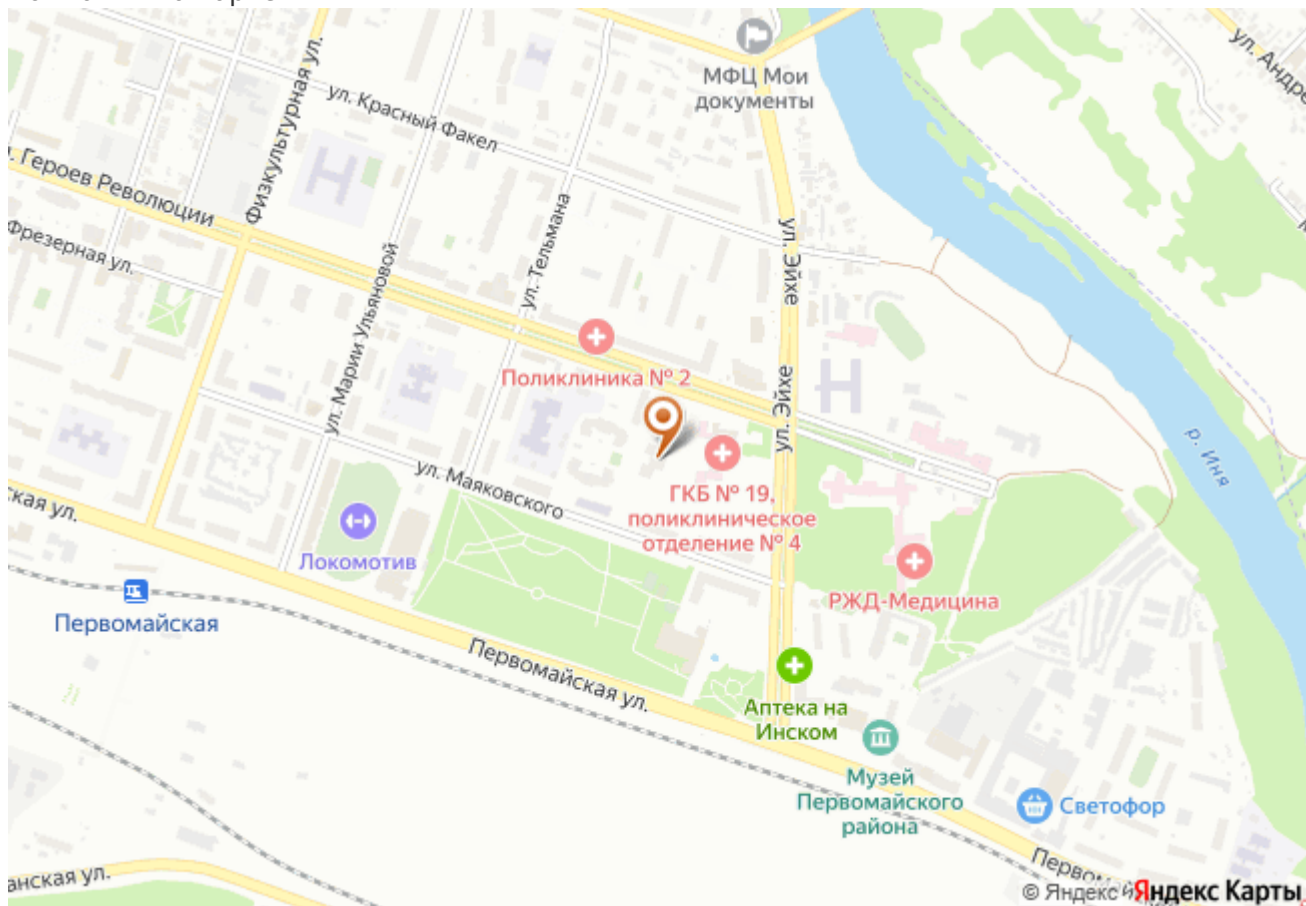 МФЦ Мои
документы
ул. Андре
ул. Красный Факел
Физкультурная ул.
Героев Революции
Фрезерная ул.
ул. Марии Ульяновой
ул. Тельмана
ул. Эйхе
Поликлиника № 2
ул. Эйхе
р. Иня
ул. Маяковского
ГКБ № 19,
поликлиническое
отделение № 4
ская ул.
Локомотив
РЖД-Медицина
Первомайская
Первомайская ул.
Аптека на
Инском
Музей
Первомайского
района
Светофор
анская ул.
© Яндекс
Яндекс Карты